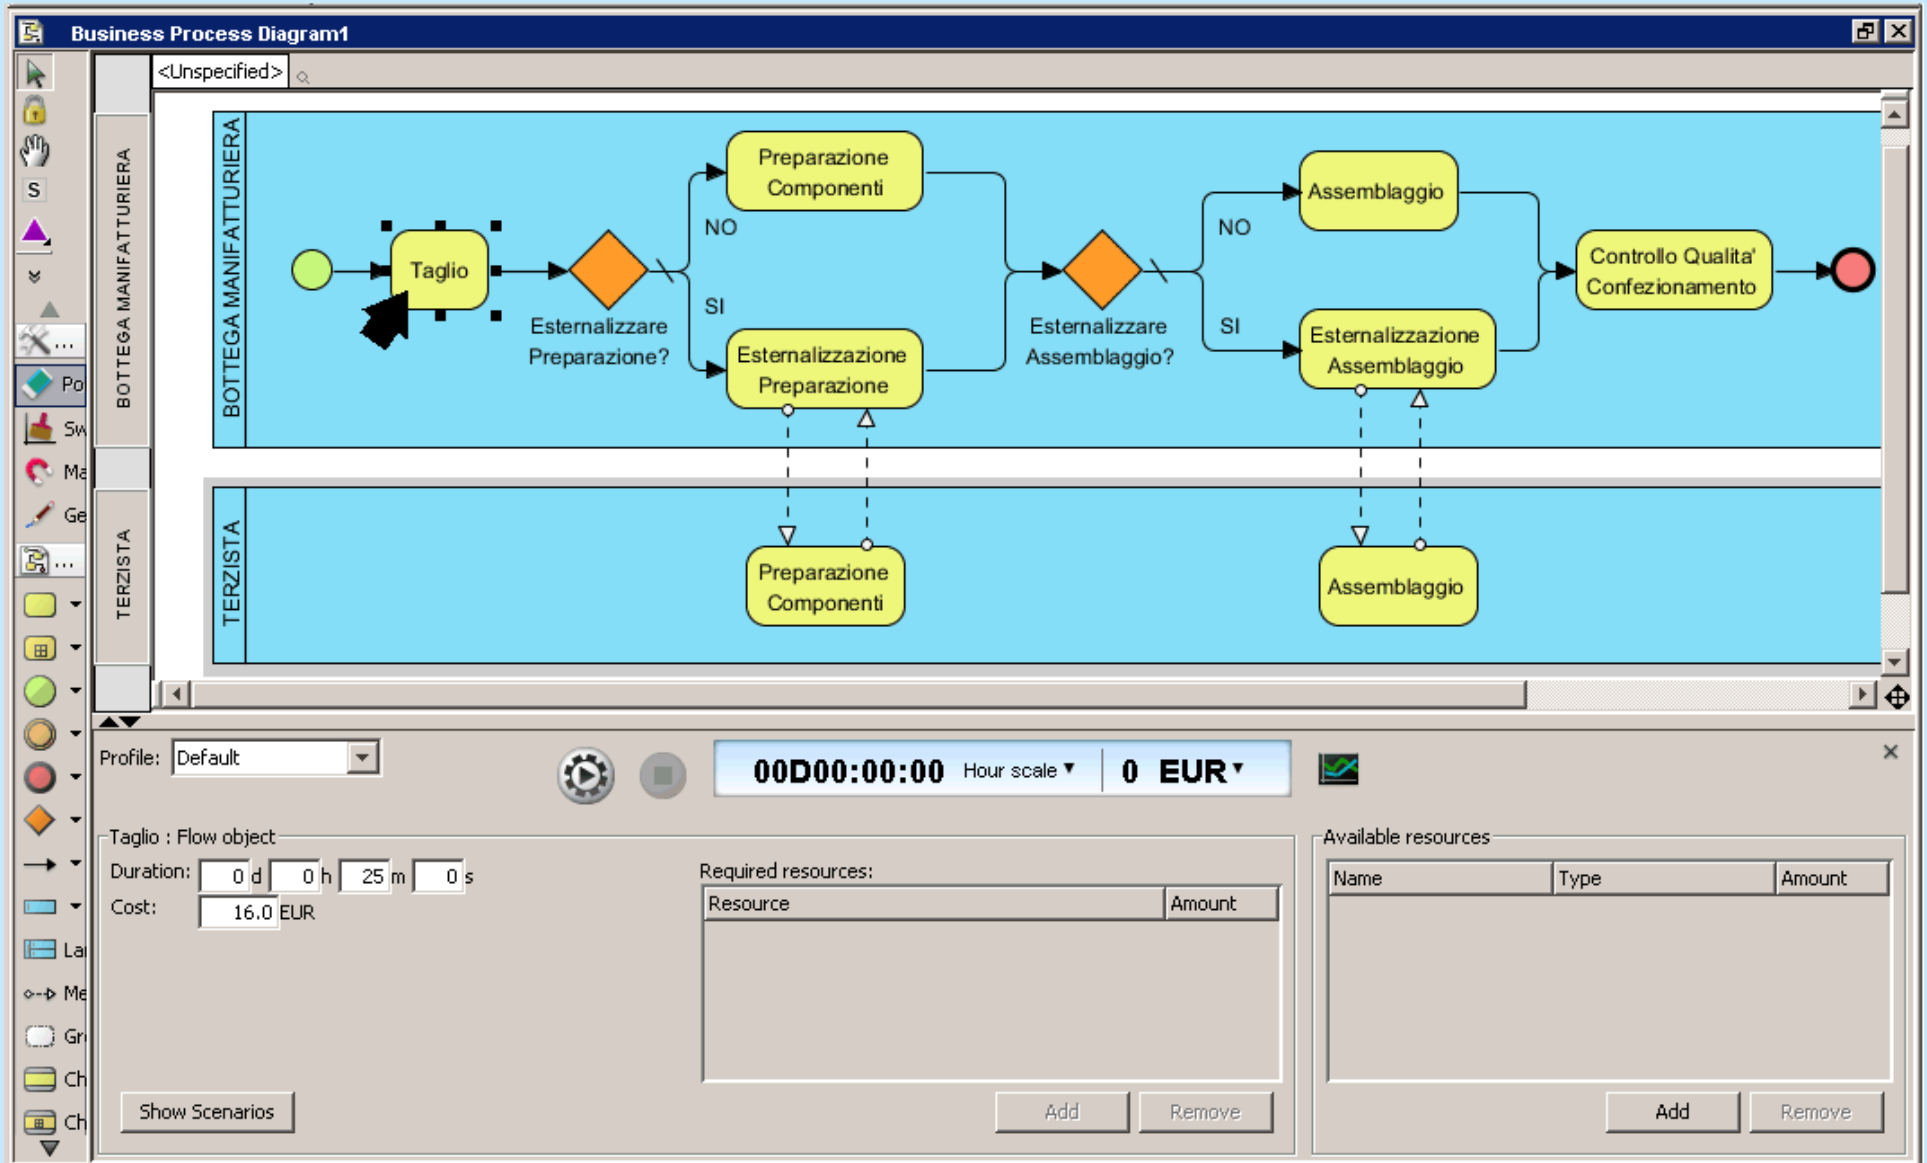 Business Process Diagram1
<Unspecified>
S
...
Po
Sw
Ma
Ge
...
La
Me
Gr
Ch
Ch
BOTTEGA MANIFATTURIERA
TERZISTA
BOTTEGA MANIFATTURIERA
Taglio
Esternalizzare
Preparazione?
NO
SI
Preparazione
Componenti
Esternalizzazione
Preparazione
Esternalizzare
Assemblaggio?
NO
SI
Assemblaggio
Esternalizzazione
Assemblaggio
Controllo Qualita'
Confezionamento
TERZISTA
Preparazione
Componenti
Assemblaggio
Profile: Default
00D00:00:00 Hour scale 0 EUR
Taglio : Flow object
Duration: 0 d 0 h 25 m 0 s
Cost: 16.0 EUR
Required resources:
Resource Amount
Show Scenarios
Add Remove
Available resources
Name Type Amount
Add Remove